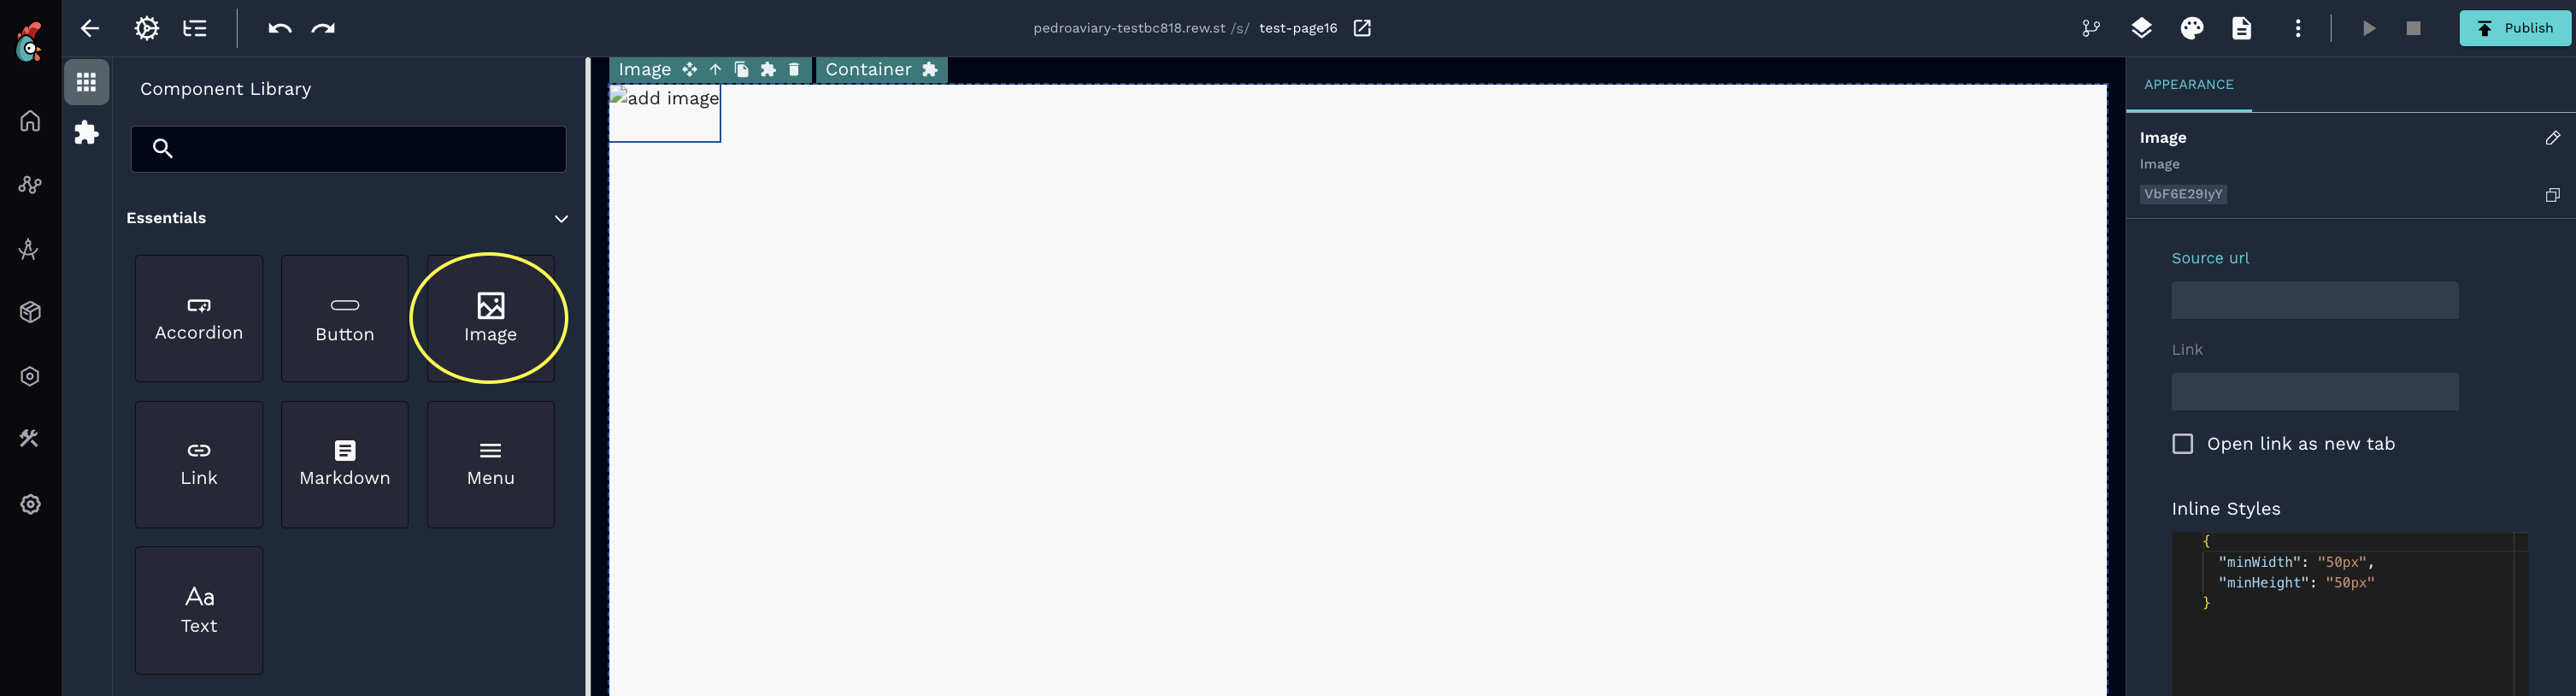 pedroaviary-testbc818.rew.st /s/ test-page16
Publish
Component Library
Essentials
Accordion
Button
Image
Link
Markdown
Menu
Aa
Text
Image
Container
add image
APPEARANCE
Image
Image
VbF6E29IyY
Source url
Link
Open link as new tab
Inline Styles
{
"minWidth": "50px",
"minHeight": "50px"
}